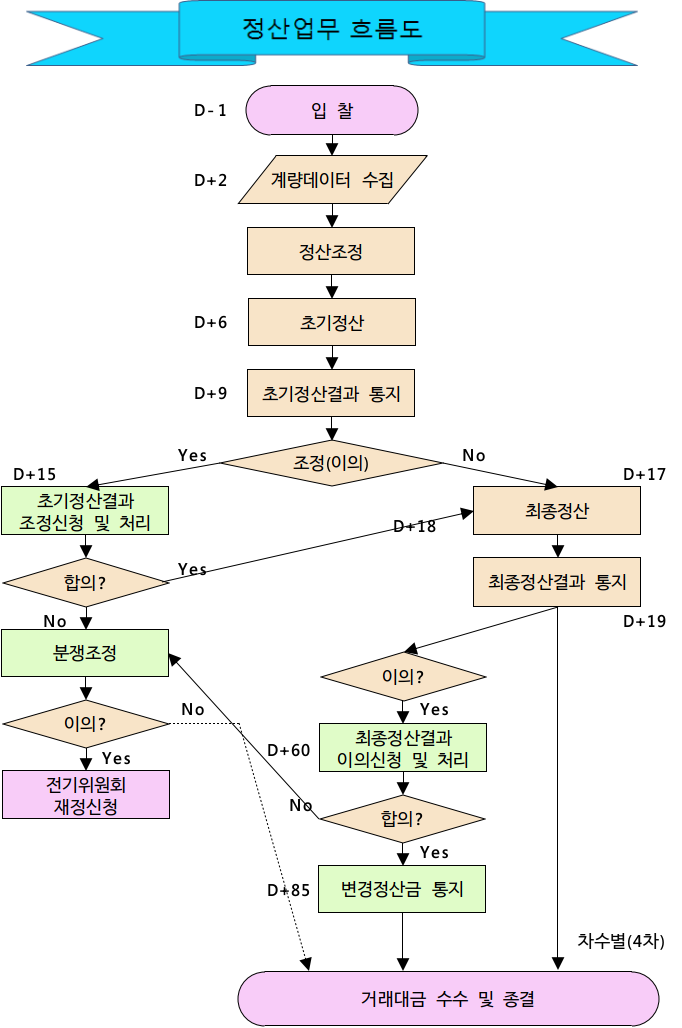 정산업무 흐름도
D-1
입 찰
D+2
계량데이터 수집
정산조정
D+6
초기정산
D+9
초기정산결과 통지
Yes
조정(이의)
No
D+15
D+17
초기정산결과
조정신청 및 처리
최종정산
D+18
합의?
Yes
최종정산결과 통지
No
D+19
분쟁조정
이의?
No
Yes
이의?
D+60
최종정산결과
이의신청 및 처리
Yes
전기위원회
재정신청
No
합의?
Yes
D+85
변경정산금 통지
차수별(4차)
거래대금 수수 및 종결